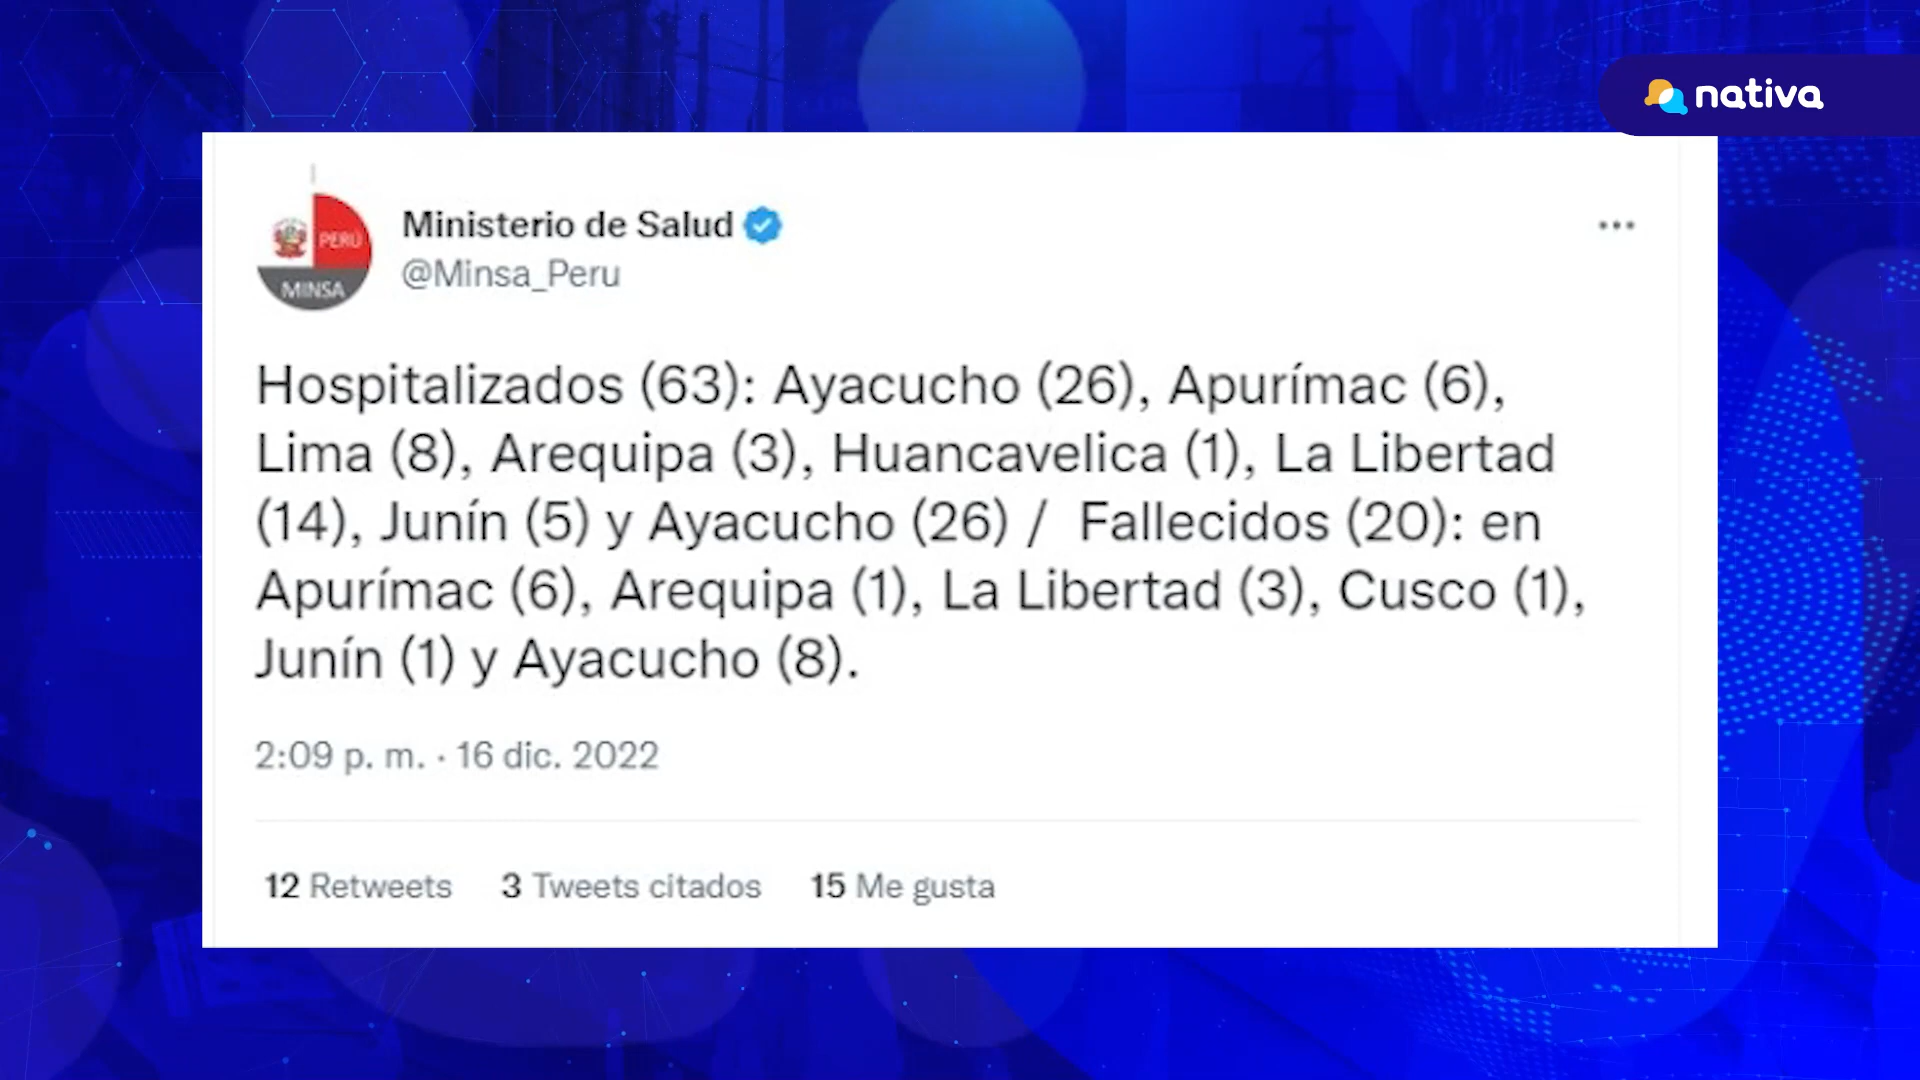 nativa
PERÚ
MINSA
Ministerio de Salud
@Minsa_Peru
Hospitalizados (63): Ayacucho (26), Apurímac (6),
Lima (8), Arequipa (3), Huancavelica (1), La Libertad
(14), Junín (5) y Ayacucho (26) / Fallecidos (20): en
Apurímac (6), Arequipa (1), La Libertad (3), Cusco (1),
Junín (1) y Ayacucho (8).
2:09 p. m. · 16 dic. 2022
12 Retweets 3 Tweets citados 15 Me gusta